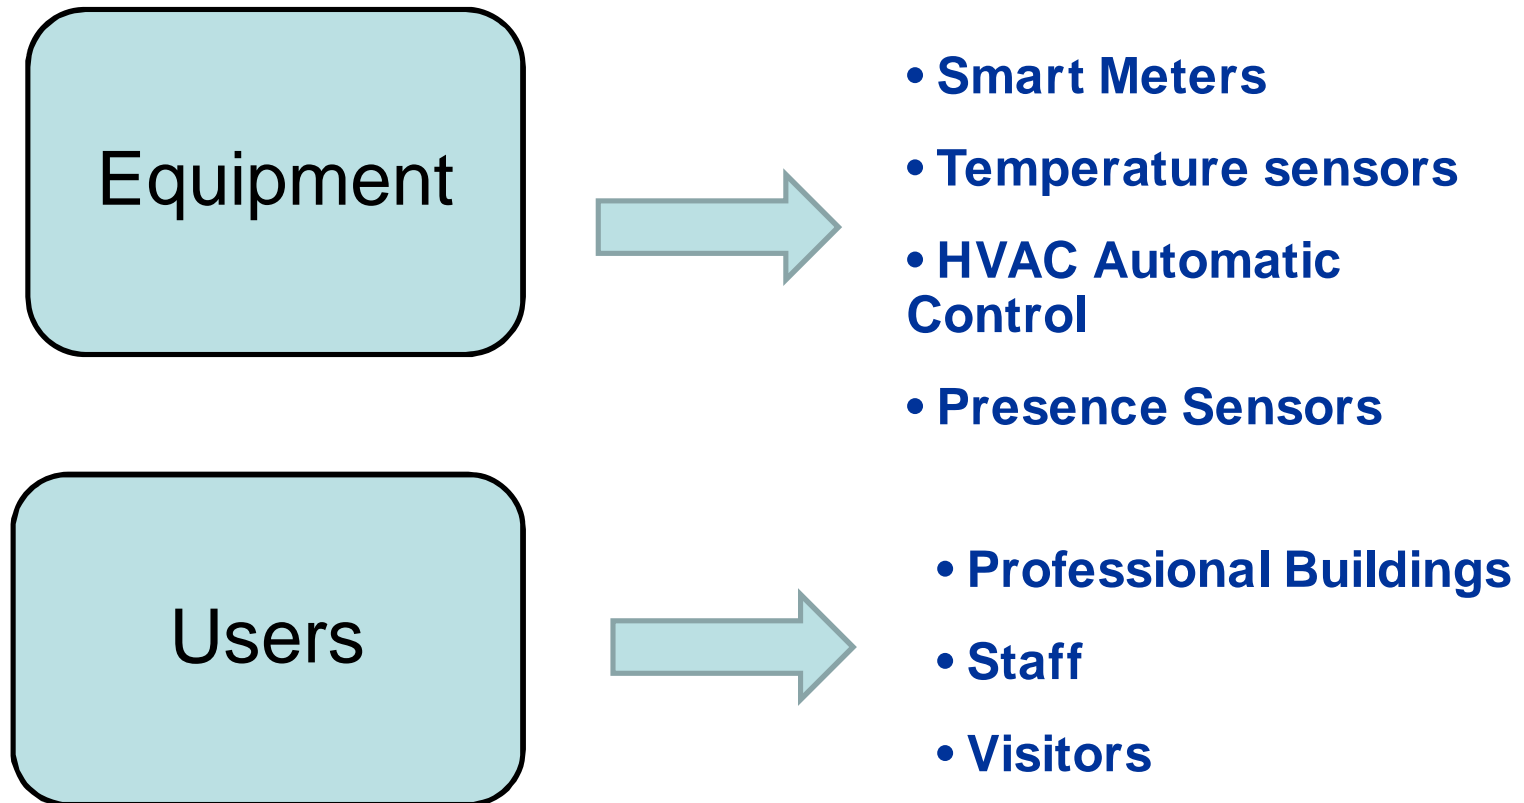 Equipment
• Smart Meters
• Temperature sensors
• HVAC Automatic
Control
• Presence Sensors
Users
• Professional Buildings
• Staff
• Visitors